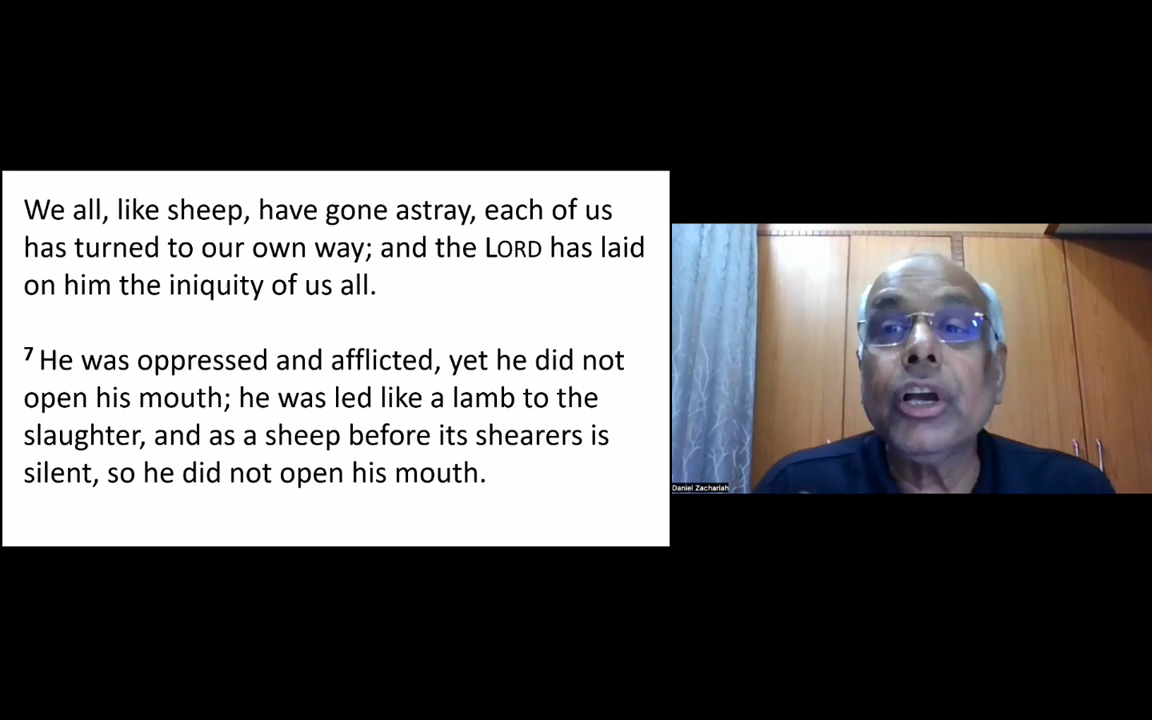 We all, like sheep, have gone astray, each of us
has turned to our own way; and the LORD has laid
on him the iniquity of us all.
7 He was oppressed and afflicted, yet he did not
open his mouth; he was led like a lamb to the
slaughter, and as a sheep before its shearers is
silent, so he did not open his mouth.
Daniel Zachariah